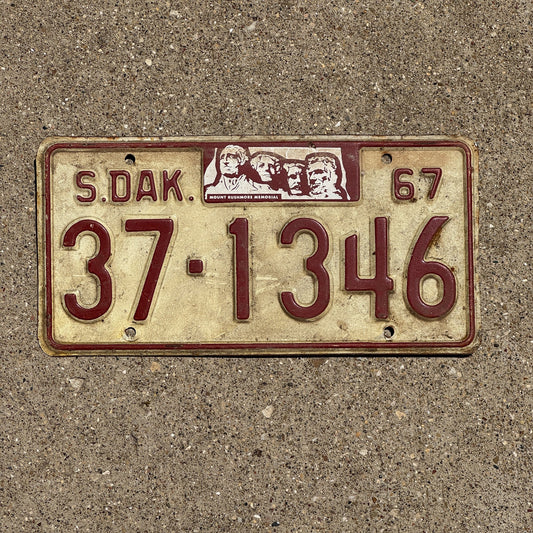 S.DAK. 67
MOUNT RUSHMORE MEMORIAL
37-1346